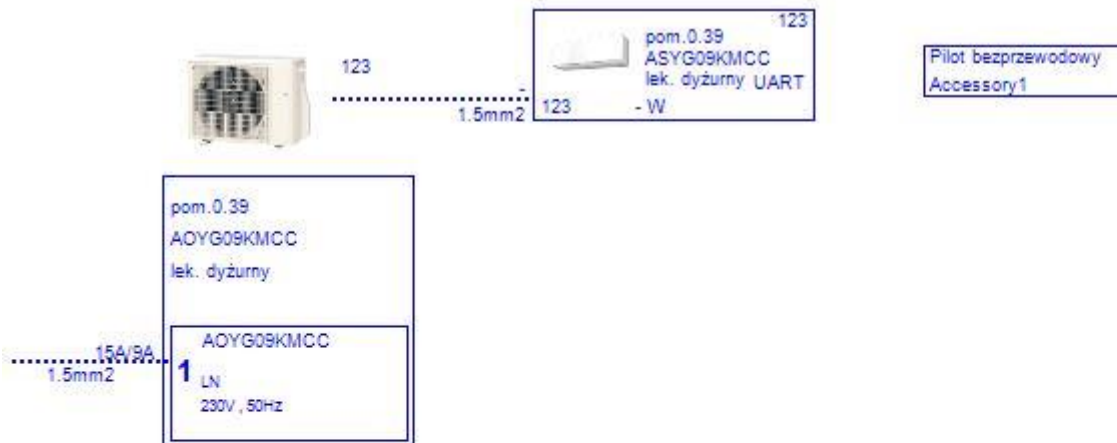 123
pom.0.39
ASYG09KMCC
lek. dyżurny UART
123 - W
123
-
1.5mm2
Pilot bezprzewodowy
Accessory1
pom.0.39
AOYG09KMCC
lek. dyżurny
15A/9A
1.5mm2
AOYG09KMCC
1 LN
230V , 50Hz